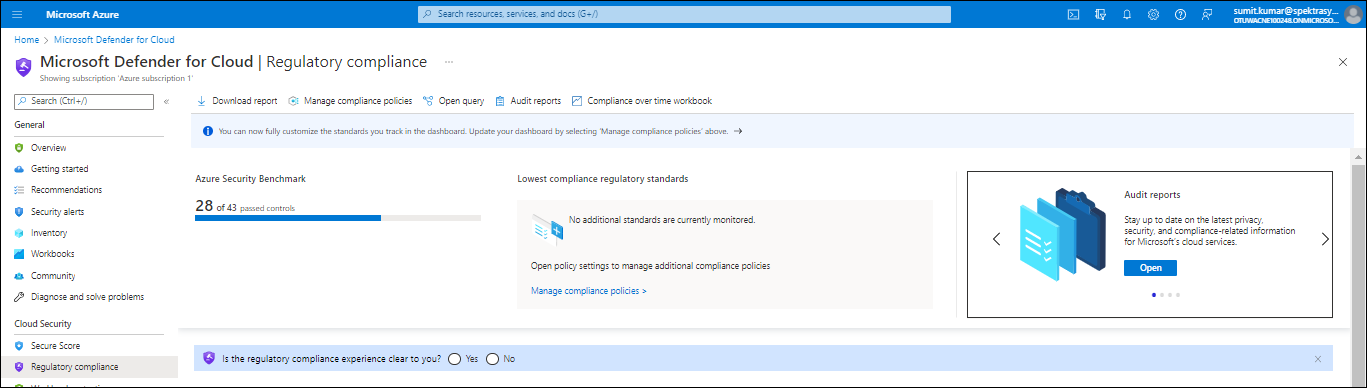 Microsoft Azure
Search resources, services, and docs (G+/)
sumit.kumar@spektrasy...
OTUWACNE100248.ONMICROSO...
Home > Microsoft Defender for Cloud
Microsoft Defender for Cloud | Regulatory compliance ...
Showing subscription 'Azure subscription 1'
Search (Ctrl+/) «
Download report Manage compliance policies Open query Audit reports Compliance over time workbook
General
You can now fully customize the standards you track in the dashboard. Update your dashboard by selecting 'Manage compliance policies' above. →
Overview
Getting started
Recommendations
Security alerts
Inventory
Workbooks
Community
Diagnose and solve problems
Cloud Security
Secure Score
Regulatory compliance
Azure Security Benchmark
28 of 43 passed controls
Lowest compliance regulatory standards
No additional standards are currently monitored.
Open policy settings to manage additional compliance policies
Manage compliance policies >
Audit reports
Stay up to date on the latest privacy,
security, and compliance-related information
for Microsoft's cloud services.
Open
Is the regulatory compliance experience clear to you? Yes No